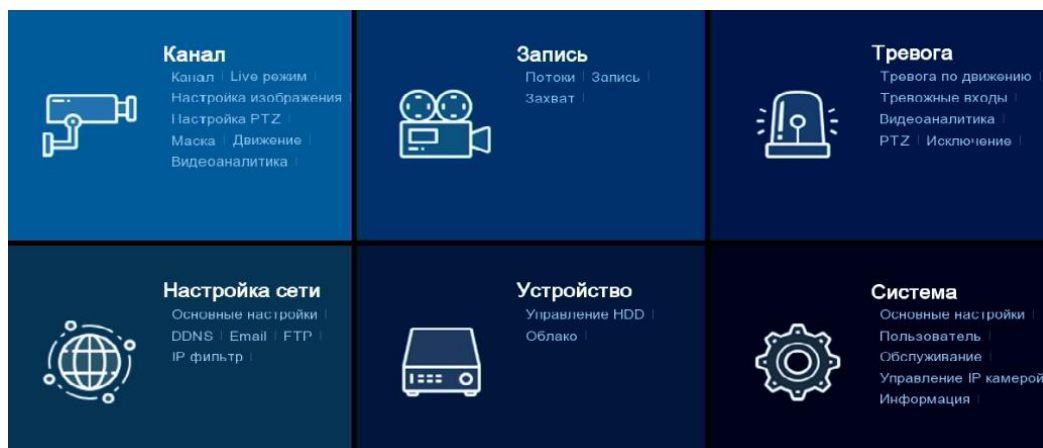 Канал
Канал | Live режим |
Настройка изображения |
Настройка PTZ |
Маска | Движение |
Видеоаналитика |
Запись
Потоки | Запись |
Захват |
Тревога
Тревога по движению |
Тревожные входы |
Видеоаналитика |
PTZ | Исключение |
Настройка сети
Основные настройки |
DDNS | Email | FTP |
IP фильтр |
Устройство
Управление HDD |
Облако |
Система
Основные настройки |
Пользователь |
Обслуживание |
Управление IP камерой
Информация |